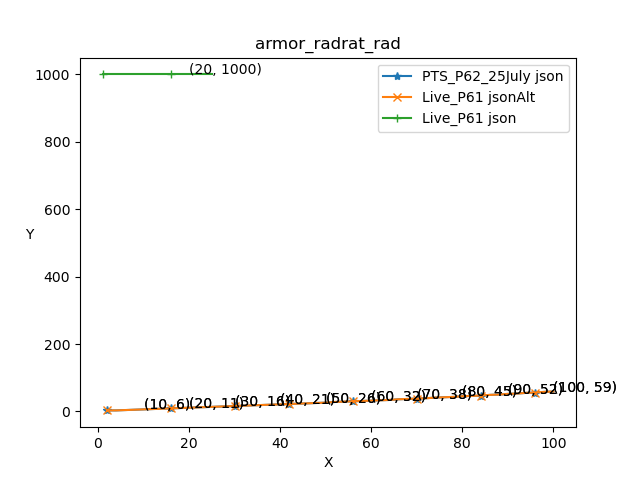 armor_radrat_rad
PTS_P62_25July json
Live_P61 jsonAlt
Live_P61 json
(20, 1000)
1000
800
600
400
200
0
Y
(10, 6)
(20, 11)
(30, 16)
(40, 21)
(50, 26)
(60, 32)
(70, 38)
(80, 45)
(90, 52)
(100, 59)
0 20 40 60 80 100
X